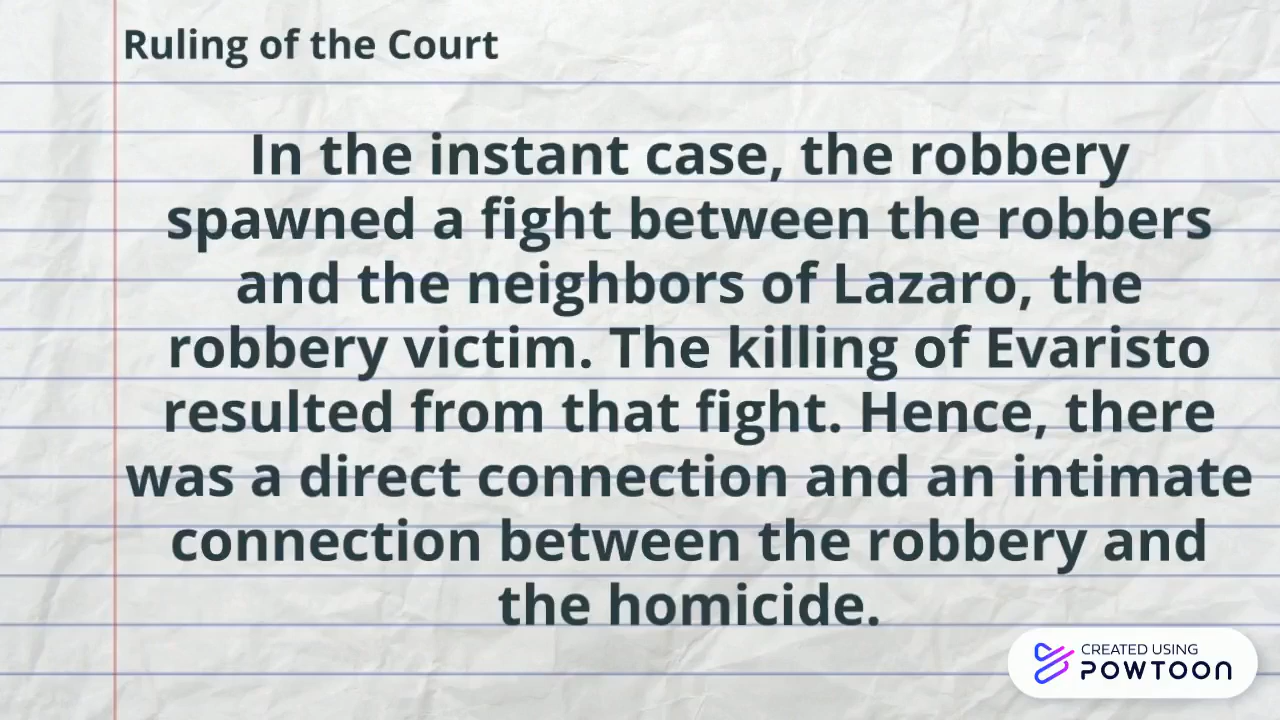 Ruling of the Court
In the instant case, the robbery
spawned a fight between the robbers
and the neighbors of Lazaro, the
robbery victim. The killing of Evaristo
resulted from that fight. Hence, there
was a direct connection and an intimate
connection between the robbery and
the homicide.
CREATED USING
POWTOON